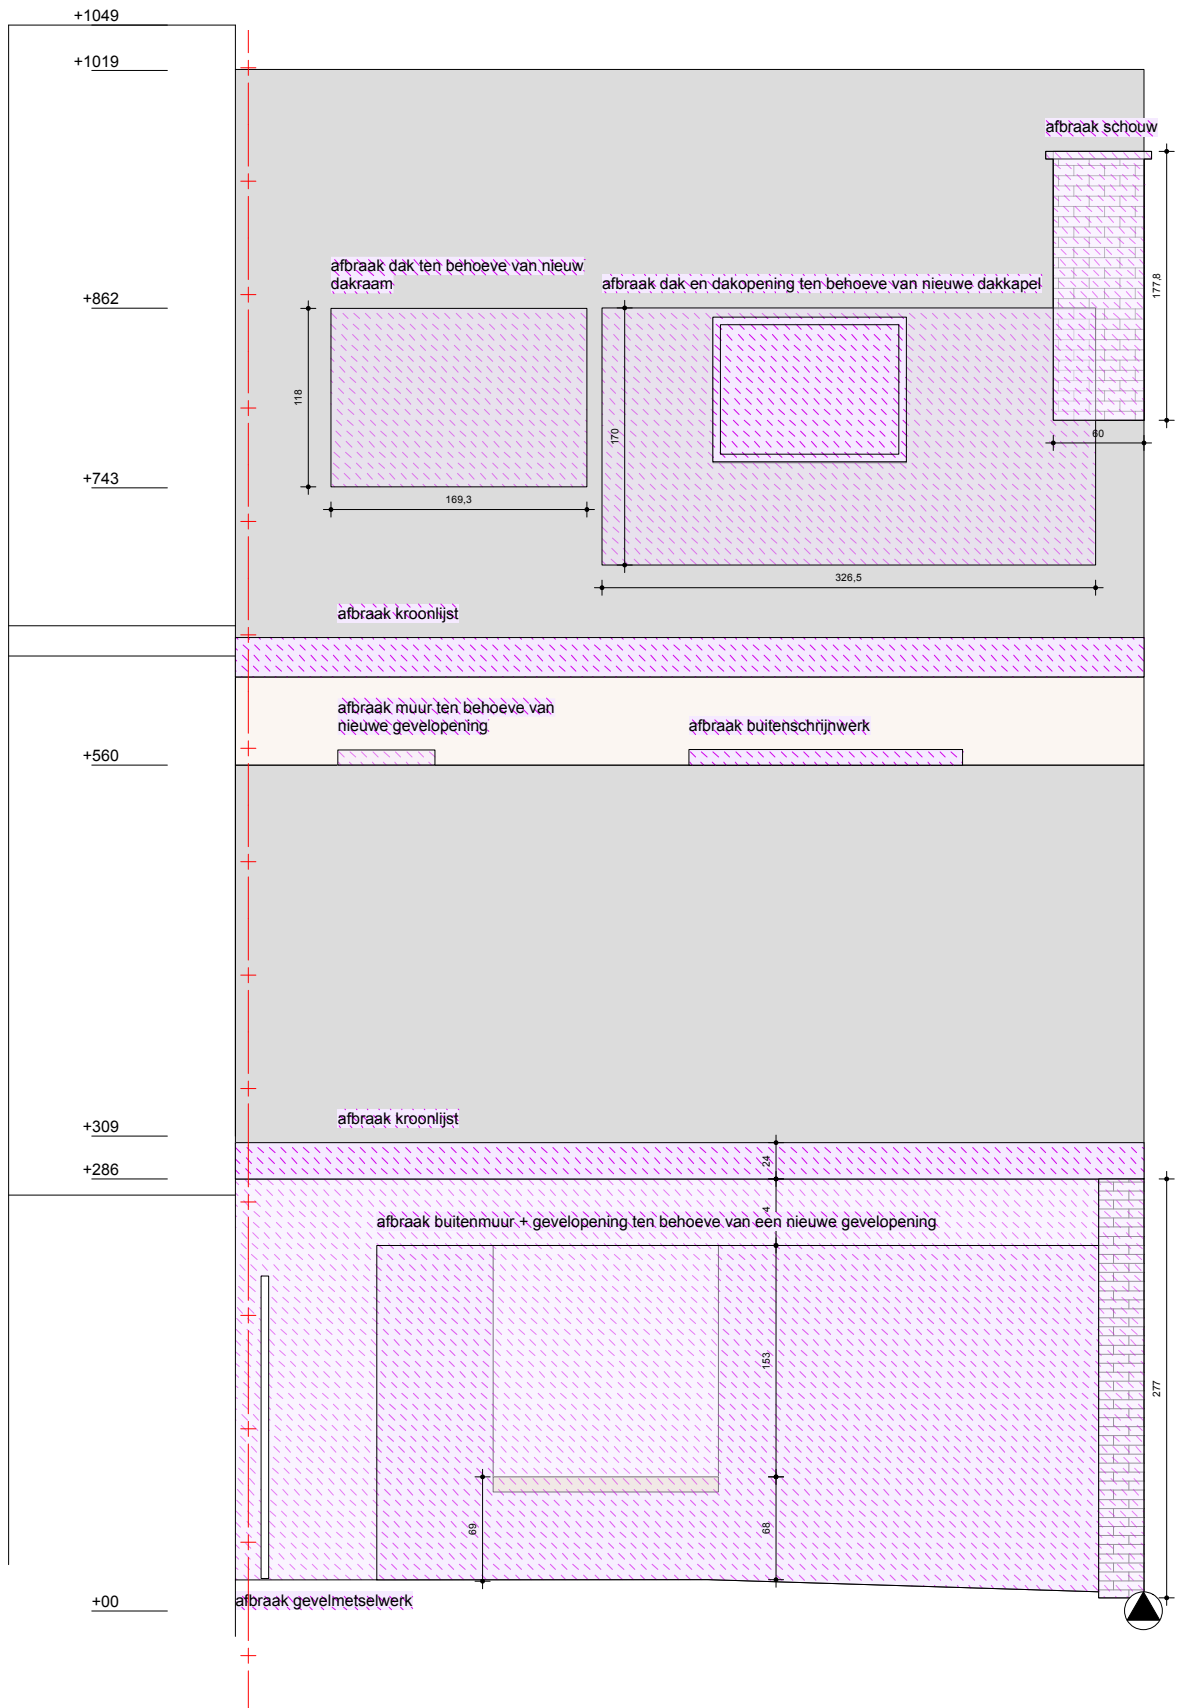 +1049
+1019
afbraak schouw
177,8
afbraak dak ten behoeve van nieuw
dakraam
afbraak dak en dakopening ten behoeve van nieuwe dakkapel
+862
118
170
60
+743
169,3
326,5
afbraak kroonlijst
afbraak muur ten behoeve van
nieuwe gevelopening
afbraak buitenschrijnwerk
+560
afbraak kroonlijst
+309
24
+286
4
afbraak buitenmuur + gevelopening ten behoeve van een nieuwe gevelopening
153
277
69
68
afbraak gevelmetselwerk
+00